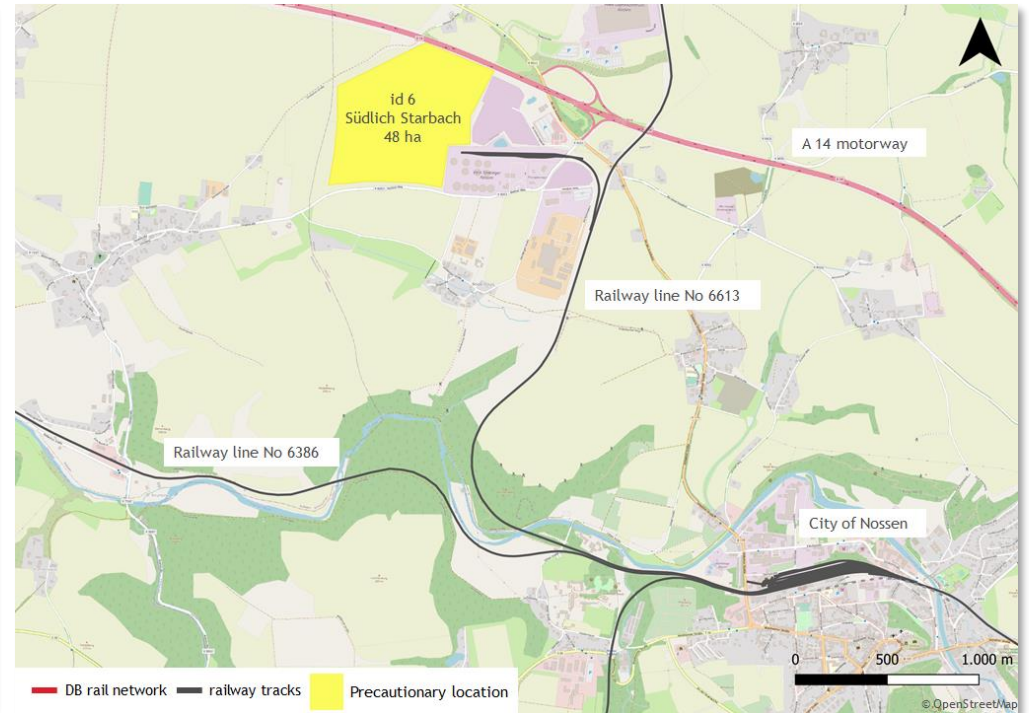 id 6
Südlich Starbach
48 ha
A 14 motorway
Railway line No 6613
Railway line No 6386
City of Nossen
0 500 1.000 m
DB rail network railway tracks Precautionary location
© OpenStreetMap